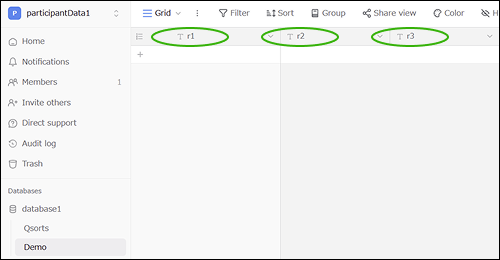 P participantData1
Grid
Filter
Sort
Group
Share view
Color
Home
Notifications
Members 1
Invite others
Direct support
Audit log
Trash
Databases
database1
Qsorts
Demo
r1
r2
r3
+